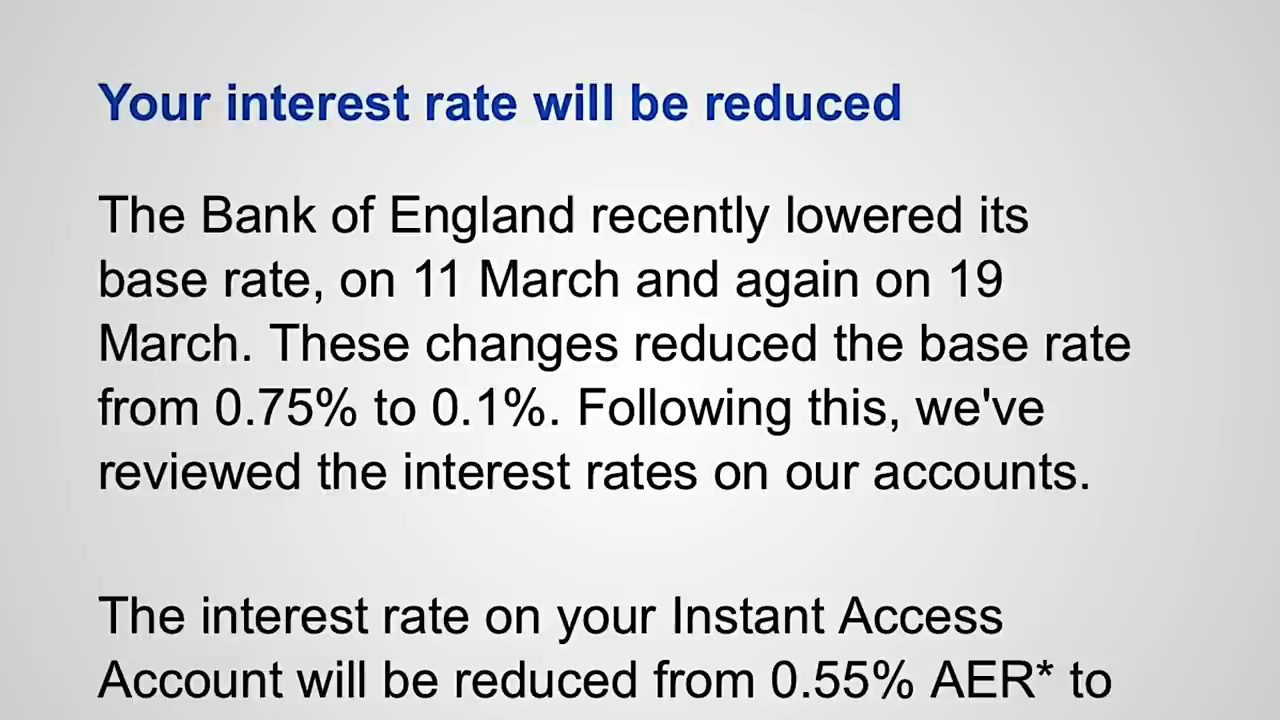 Your interest rate will be reduced
The Bank of England recently lowered its
base rate, on 11 March and again on 19
March. These changes reduced the base rate
from 0.75% to 0.1%. Following this, we've
reviewed the interest rates on our accounts.
The interest rate on your Instant Access
Account will be reduced from 0.55% AER* to